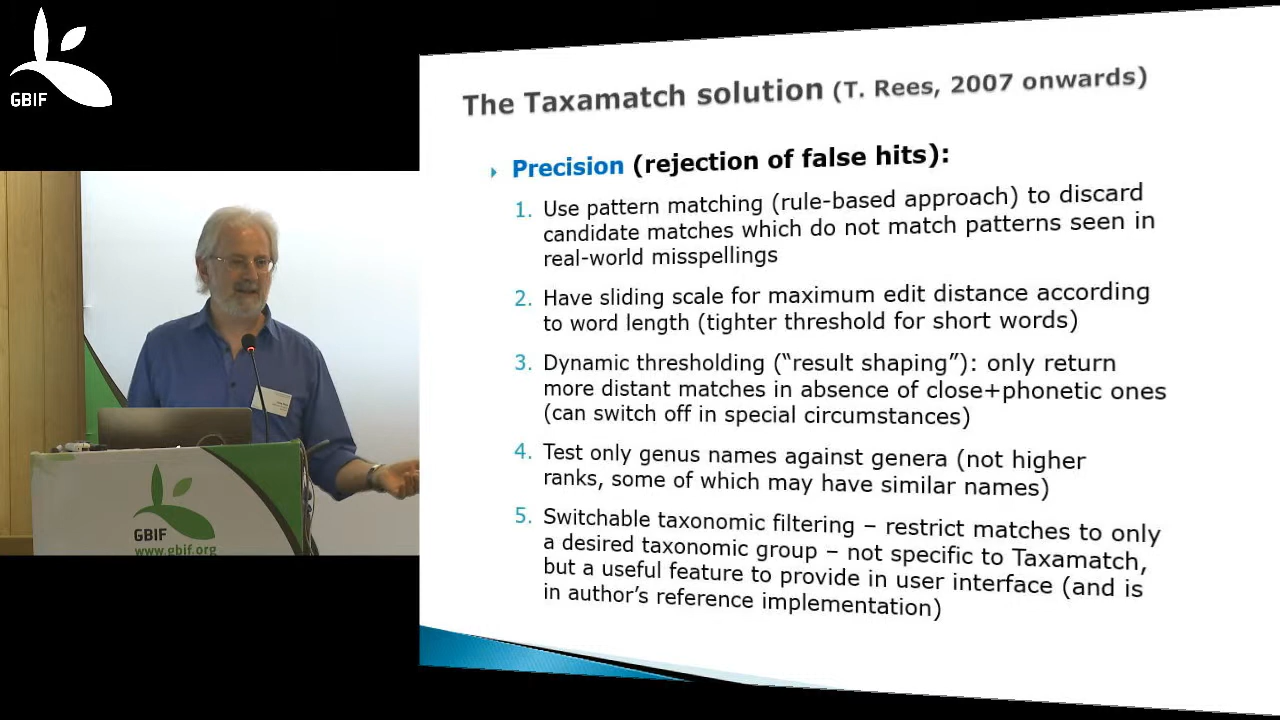 GBIF
The Taxamatch solution (T. Rees, 2007 onwards)
Precision (rejection of false hits):
1. Use pattern matching (rule-based approach) to discard
candidate matches which do not match patterns seen in
real-world misspellings
2. Have sliding scale for maximum edit distance according
to word length (tighter threshold for short words)
3. Dynamic thresholding (“result shaping”): only return
more distant matches in absence of close+phonetic ones
(can switch off in special circumstances)
4. Test only genus names against genera (not higher
ranks, some of which may have similar names)
5. Switchable taxonomic filtering – restrict matches to only
a desired taxonomic group – not specific to Taxamatch,
but a useful feature to provide in user interface (and is
in author’s reference implementation)
GBIF
www.gbif.org